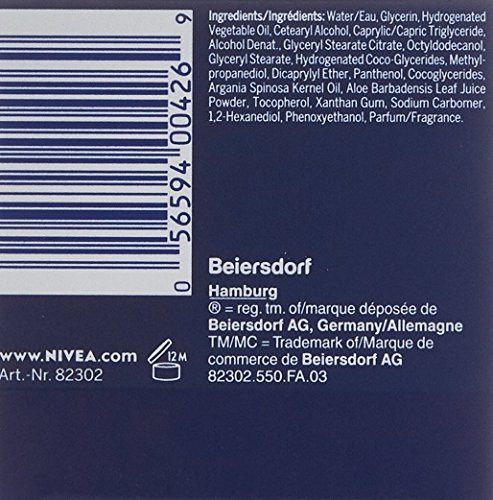 Ingredients/Ingrédients: Water/Eau, Glycerin, Hydrogenated
Vegetable Oil, Cetearyl Alcohol, Caprylic/Capric Triglyceride,
Alcohol Denat., Glyceryl Stearate Citrate, Octyldodecanol,
Glyceryl Stearate, Hydrogenated Coco-Glycerides, Methyl-
propanediol, Dicaprylyl Ether, Panthenol, Cocoglycerides,
Argania Spinosa Kernel Oil, Aloe Barbadensis Leaf Juice
Powder, Tocopherol, Xanthan Gum, Sodium Carbomer,
1,2-Hexanediol, Phenoxyethanol, Parfum/Fragrance.
0 56594 00426 9
Beiersdorf
Hamburg
® = reg. tm. of/marque déposée de
Beiersdorf AG, Germany/Allemagne
TM/MC = Trademark of/Marque de
commerce de Beiersdorf AG
82302.550.FA.03
www.NIVEA.com
12M
Art.-Nr. 82302